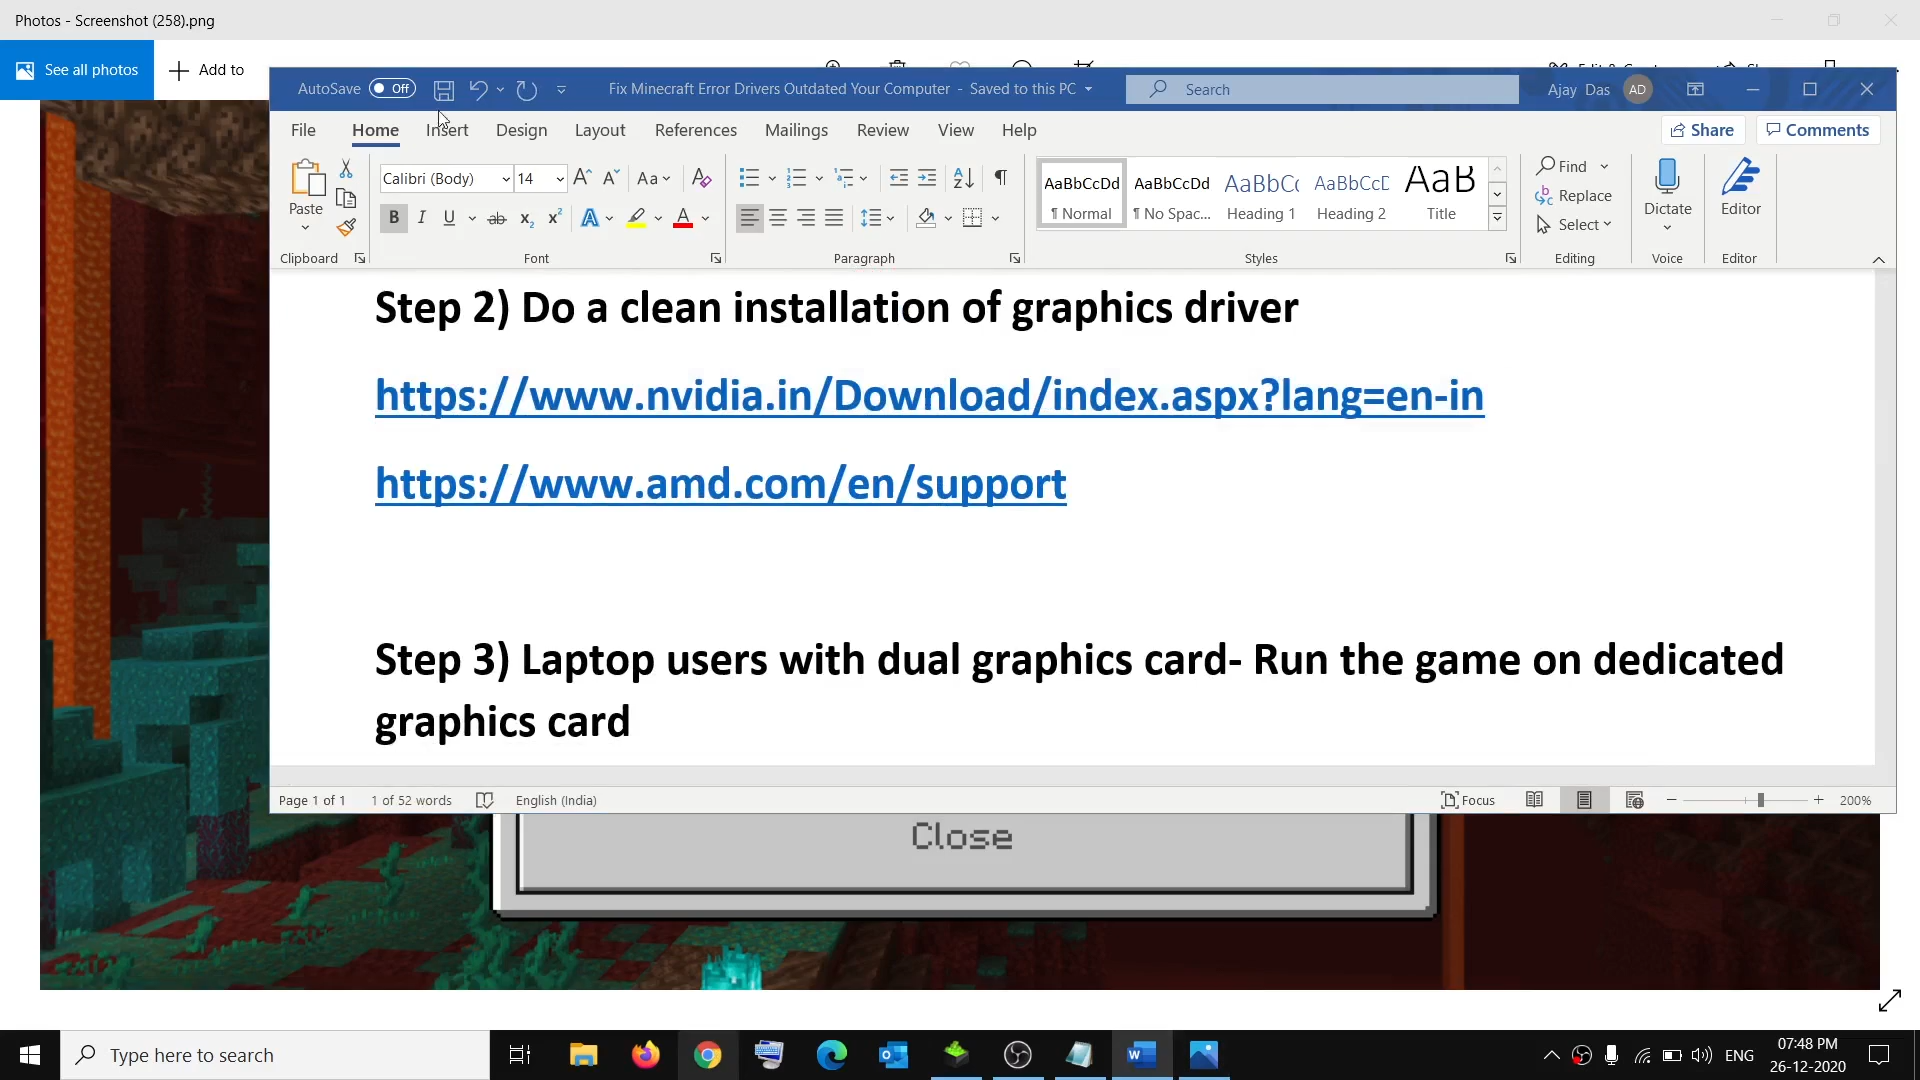 Photos - Screenshot (258).png
See all photos
Add to
AutoSave Off
Fix Minecraft Error Drivers Outdated Your Computer - Saved to this PC
Search
Ajay Das AD
File Home Insert Design Layout References Mailings Review View Help
Share Comments
Paste
Calibri (Body) 14
AaBbCcDd AaBbCcDd AaBbCc AaBbCcD AaB
¶ Normal ¶ No Spac... Heading 1 Heading 2 Title
Find
Replace
Select
Dictate
Editor
Clipboard Font Paragraph Styles Editing Voice Editor
Step 2) Do a clean installation of graphics driver
https://www.nvidia.in/Download/index.aspx?lang=en-in
https://www.amd.com/en/support
Step 3) Laptop users with dual graphics card- Run the game on dedicated
graphics card
Page 1 of 1 1 of 52 words English (India)
Focus 200%
Close
Type here to search
ENG
07:48 PM
26-12-2020